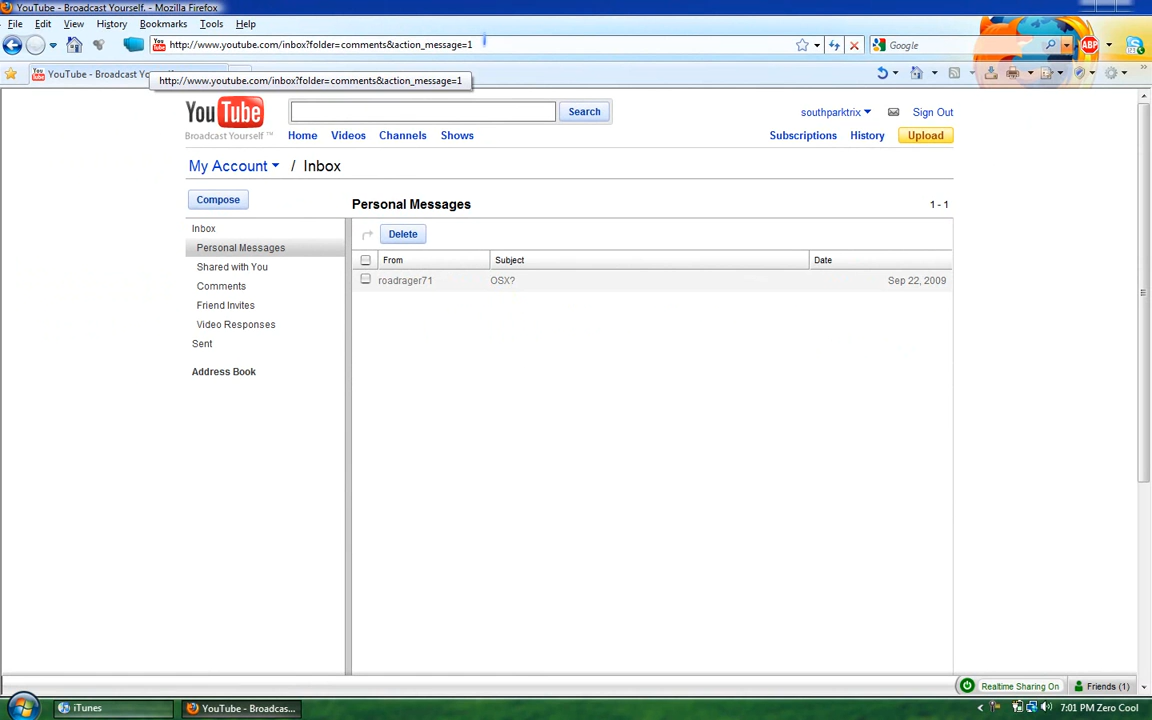 YouTube - Broadcast Yourself. - Mozilla Firefox
File Edit View History Bookmarks Tools Help
http://www.youtube.com/inbox?folder=comments&action_message=1
Google
ABP
YouTube - Broadcast Yo
http://www.youtube.com/inbox?folder=comments&action_message=1
YouTube
Broadcast Yourself ™
Search
southparktrix Sign Out
Home Videos Channels Shows
Subscriptions History Upload
My Account / Inbox
Compose
Personal Messages 1 - 1
Inbox
Delete
Personal Messages
From Subject Date
Shared with You
roadrager71 OSX? Sep 22, 2009
Comments
Friend Invites
Video Responses
Sent
Address Book
Realtime Sharing On Friends (1)
iTunes
YouTube - Broadcas...
7:01 PM Zero Cool